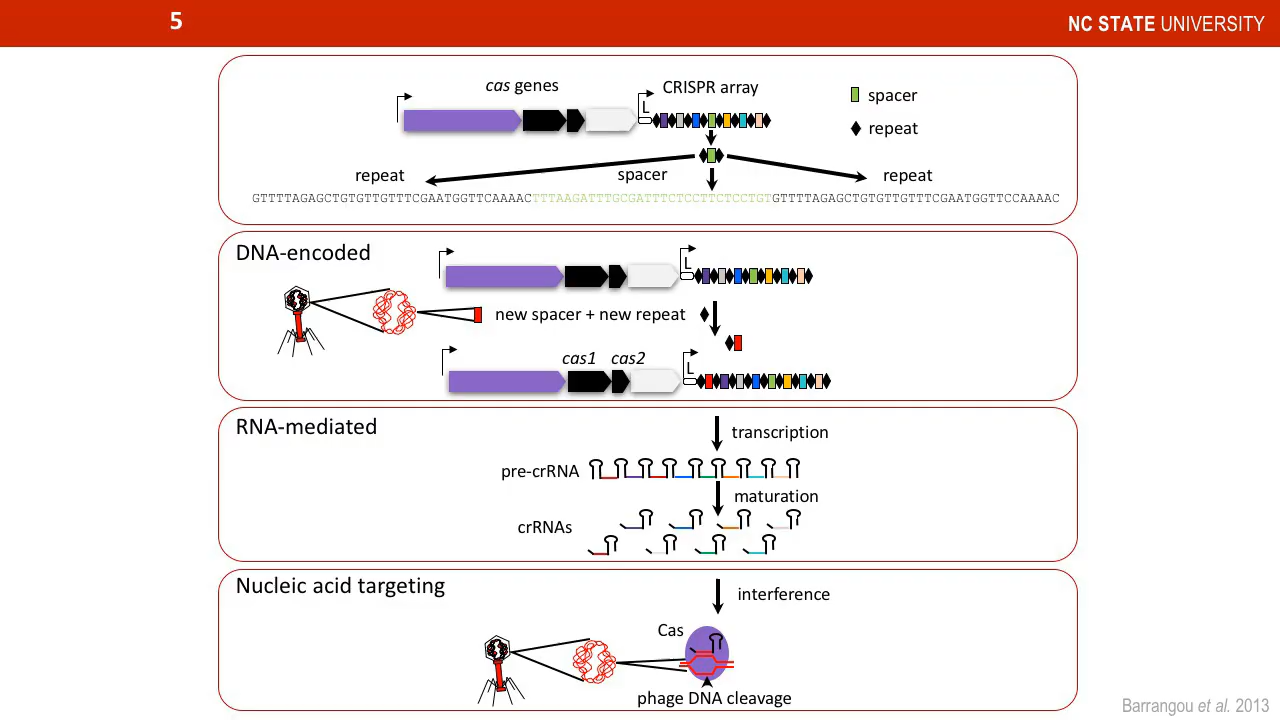 5
NC STATE UNIVERSITY
cas genes
CRISPR array
L
spacer
repeat
repeat
spacer
repeat
GTTTTAGAGCTGTGTTGTTTCGAATGGTTCAAAACTTTAAGATTTGCGATTTCTCCTTCTCCTGTGTTTTAGAGCTGTGTTGTTTCGAATGGTTCCAAAAC
DNA-encoded
L
new spacer + new repeat
cas1 cas2
L
RNA-mediated
transcription
pre-crRNA
maturation
crRNAs
Nucleic acid targeting
interference
Cas
phage DNA cleavage
Barrangou et al. 2013